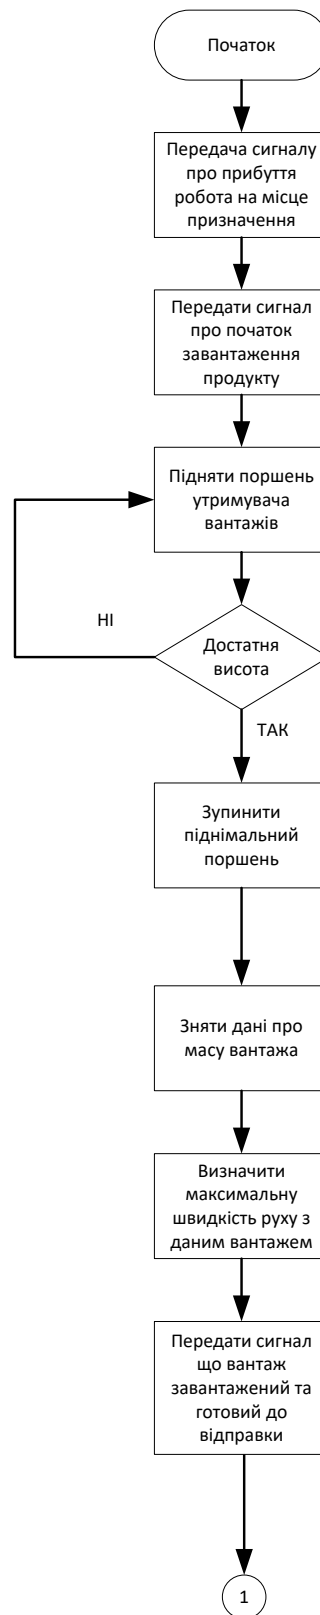 Початок
Передача сигналу
про прибуття
робота на місце
призначення
Передати сигнал
про початок
завантаження
продукту
Підняти поршень
утримувача
вантажів
НІ
Достатня
висота
ТАК
Зупинити
піднімальний
поршень
Зняти дані про
масу вантажа
Визначити
максимальну
швидкість руху з
даним вантажем
Передати сигнал
що вантаж
завантажений та
готовий до
відправки
1